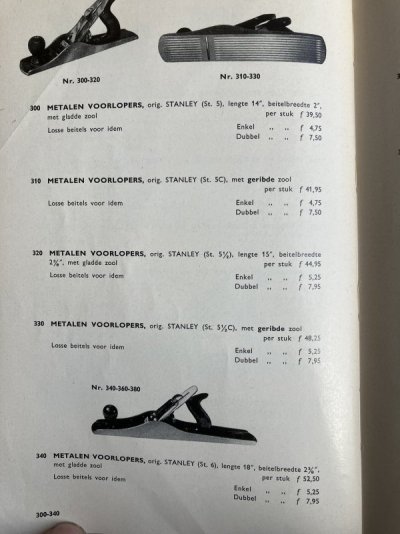 Nr. 300-320
Nr. 310-330
300 METALEN VOORLOPERS, orig. STANLEY (St. 5), lengte 14", beitelbreedte 2",
met gladde zool per stuk f 39,50
Losse beitels voor idem Enkel „ „ f 4,75
Dubbel „ „ f 7,50
310 METALEN VOORLOPERS, orig. STANLEY (St. 5C), met geribde zool
per stuk f 41,95
Losse beitels voor idem Enkel „ „ f 4,75
Dubbel „ „ f 7,50
320 METALEN VOORLOPERS, orig. STANLEY (St. 5½), lengte 15", beitelbreedte
2⅜", met gladde zool per stuk f 44,95
Losse beitels voor idem Enkel „ „ f 5,25
Dubbel „ „ f 7,95
330 METALEN VOORLOPERS, orig. STANLEY (St. 5½C), met geribde zool
per stuk f 48,25
Losse beitels voor idem Enkel „ „ f 5,25
Dubbel „ „ f 7,95
Nr. 340-360-380
340 METALEN VOORLOPERS, orig. STANLEY (St. 6), lengte 18", beitelbreedte 2⅜",
met gladde zool per stuk f 52,50
Losse beitels voor idem Enkel „ „ f 5,25
Dubbel „ „ f 7,95
300-340